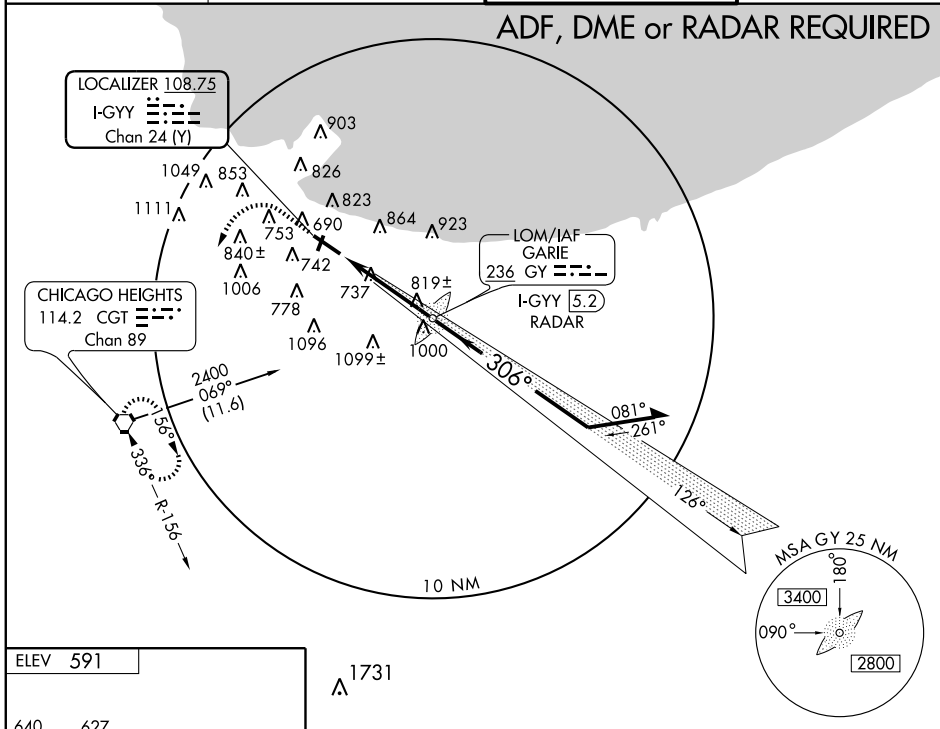 ADF, DME or RADAR REQUIRED
LOCALIZER 108.75
I-GYY
Chan 24 (Y)
903
826
1049
853
823
1111
690
753
864
923
840±
742
1006
737
819±
778
1096
1099±
1000
LOM/IAF
GARIE
236 GY
I-GYY 5.2
RADAR
CHICAGO HEIGHTS
114.2 CGT
Chan 89
2400
069°
(11.6)
306°
081°
261°
156°
336°
R-156
126°
10 NM
MSA GY 25 NM
180°
3400
090°
2800
ELEV 591
1731
640 627